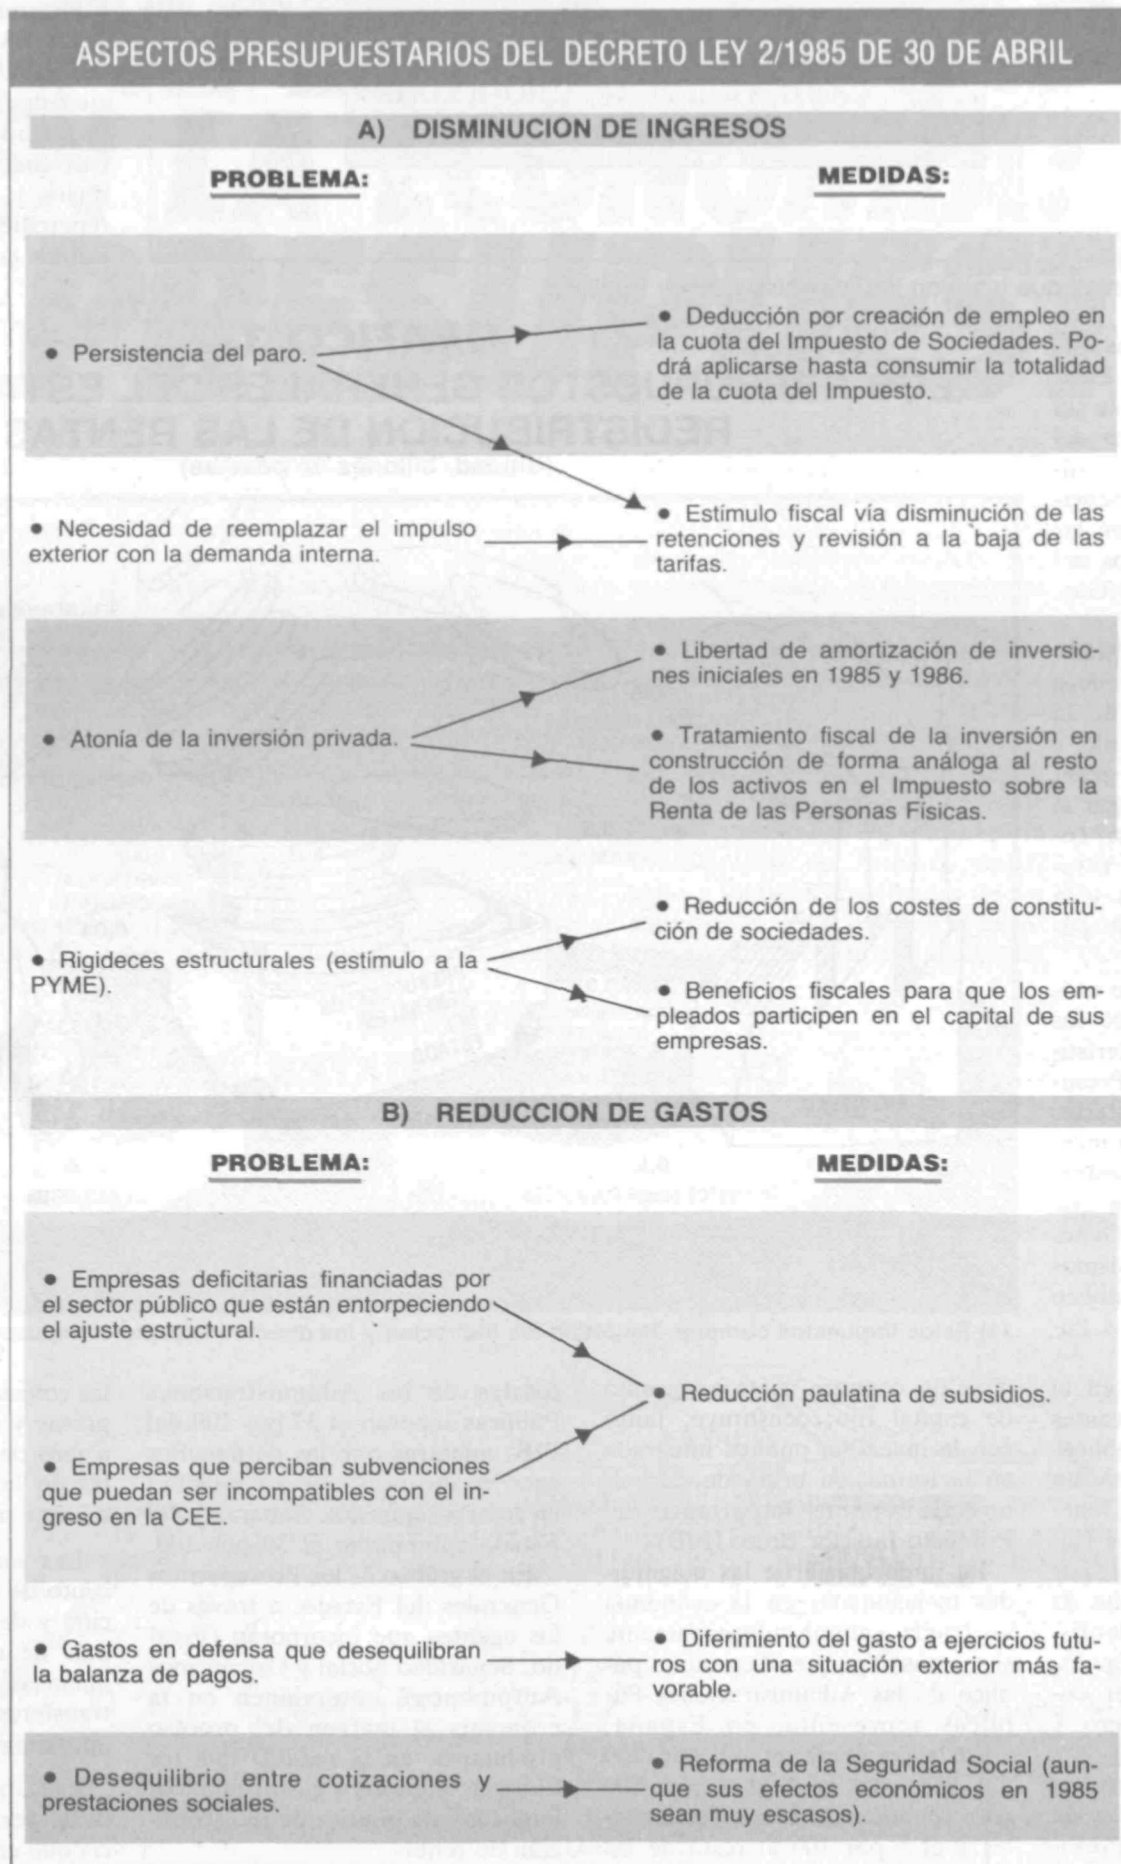 ASPECTOS PRESUPUESTARIOS DEL DECRETO LEY 2/1985 DE 30 DE ABRIL
A) DISMINUCION DE INGRESOS
PROBLEMA:
MEDIDAS:
• Persistencia del paro.
• Deducción por creación de empleo en
la cuota del Impuesto de Sociedades. Po-
drá aplicarse hasta consumir la totalidad
de la cuota del Impuesto.
• Necesidad de reemplazar el impulso
exterior con la demanda interna.
• Estímulo fiscal vía disminución de las
retenciones y revisión a la baja de las
tarifas.
• Atonía de la inversión privada.
• Libertad de amortización de inversio-
nes iniciales en 1985 y 1986.
• Tratamiento fiscal de la inversión en
construcción de forma análoga al resto
de los activos en el Impuesto sobre la
Renta de las Personas Físicas.
• Rigideces estructurales (estímulo a la
PYME).
• Reducción de los costes de constitu-
ción de sociedades.
• Beneficios fiscales para que los em-
pleados participen en el capital de sus
empresas.
B) REDUCCION DE GASTOS
PROBLEMA:
MEDIDAS:
• Empresas deficitarias financiadas por
el sector público que están entorpeciendo
el ajuste estructural.
• Reducción paulatina de subsidios.
• Empresas que perciban subvenciones
que puedan ser incompatibles con el in-
greso en la CEE.
• Gastos en defensa que desequilibran
la balanza de pagos.
• Diferimiento del gasto a ejercicios futu-
ros con una situación exterior más fa-
vorable.
• Desequilibrio entre cotizaciones y
prestaciones sociales.
• Reforma de la Seguridad Social (aun-
que sus efectos económicos en 1985
sean muy escasos).